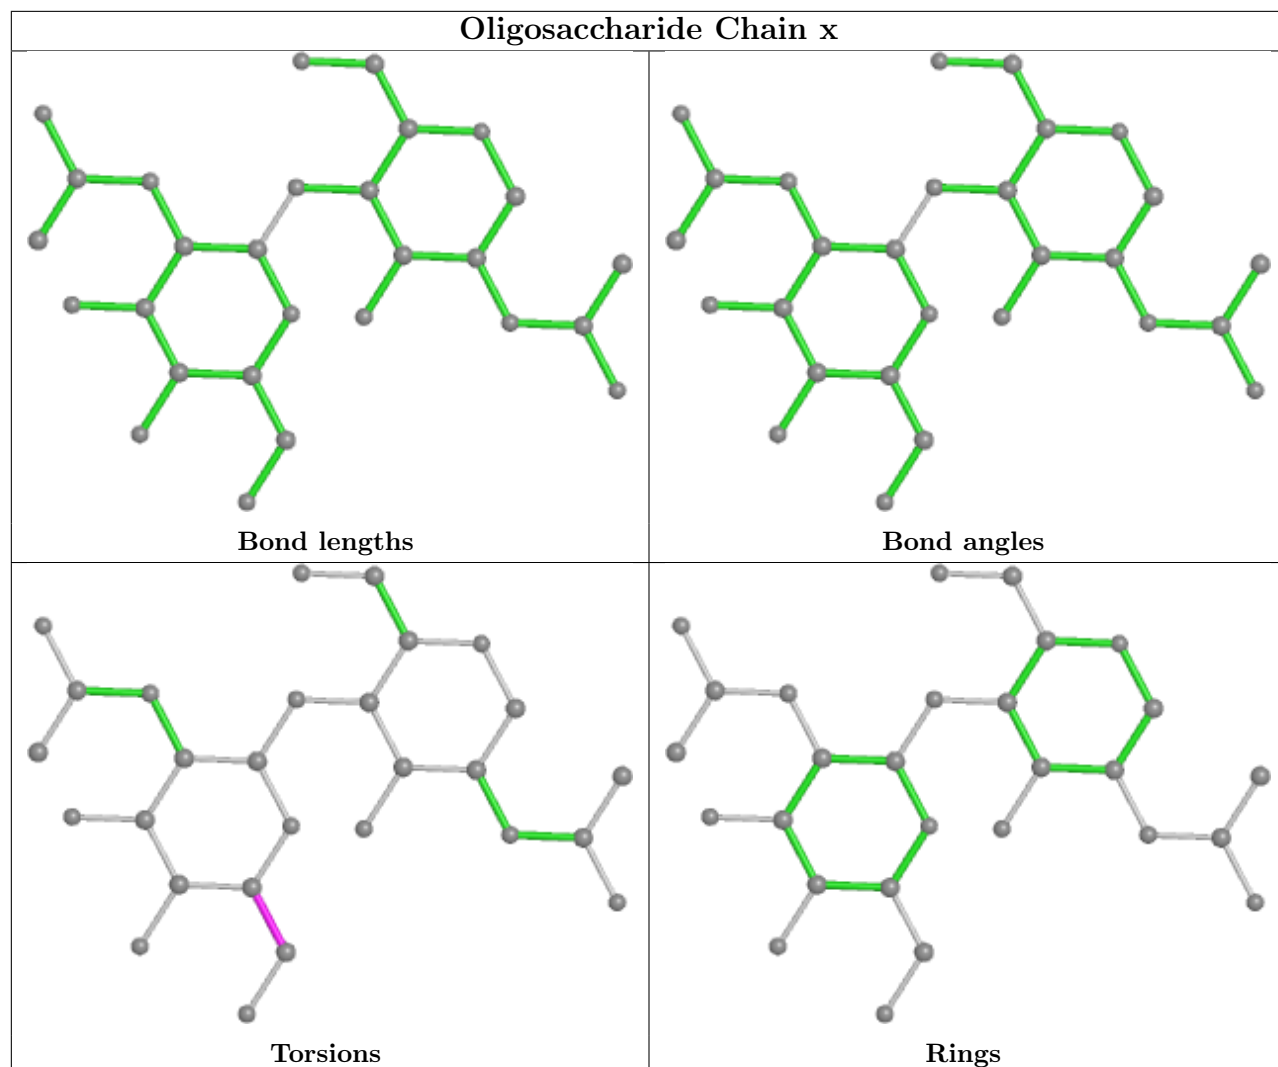 Oligosaccharide Chain x
Bond lengths
Bond angles
Torsions
Rings